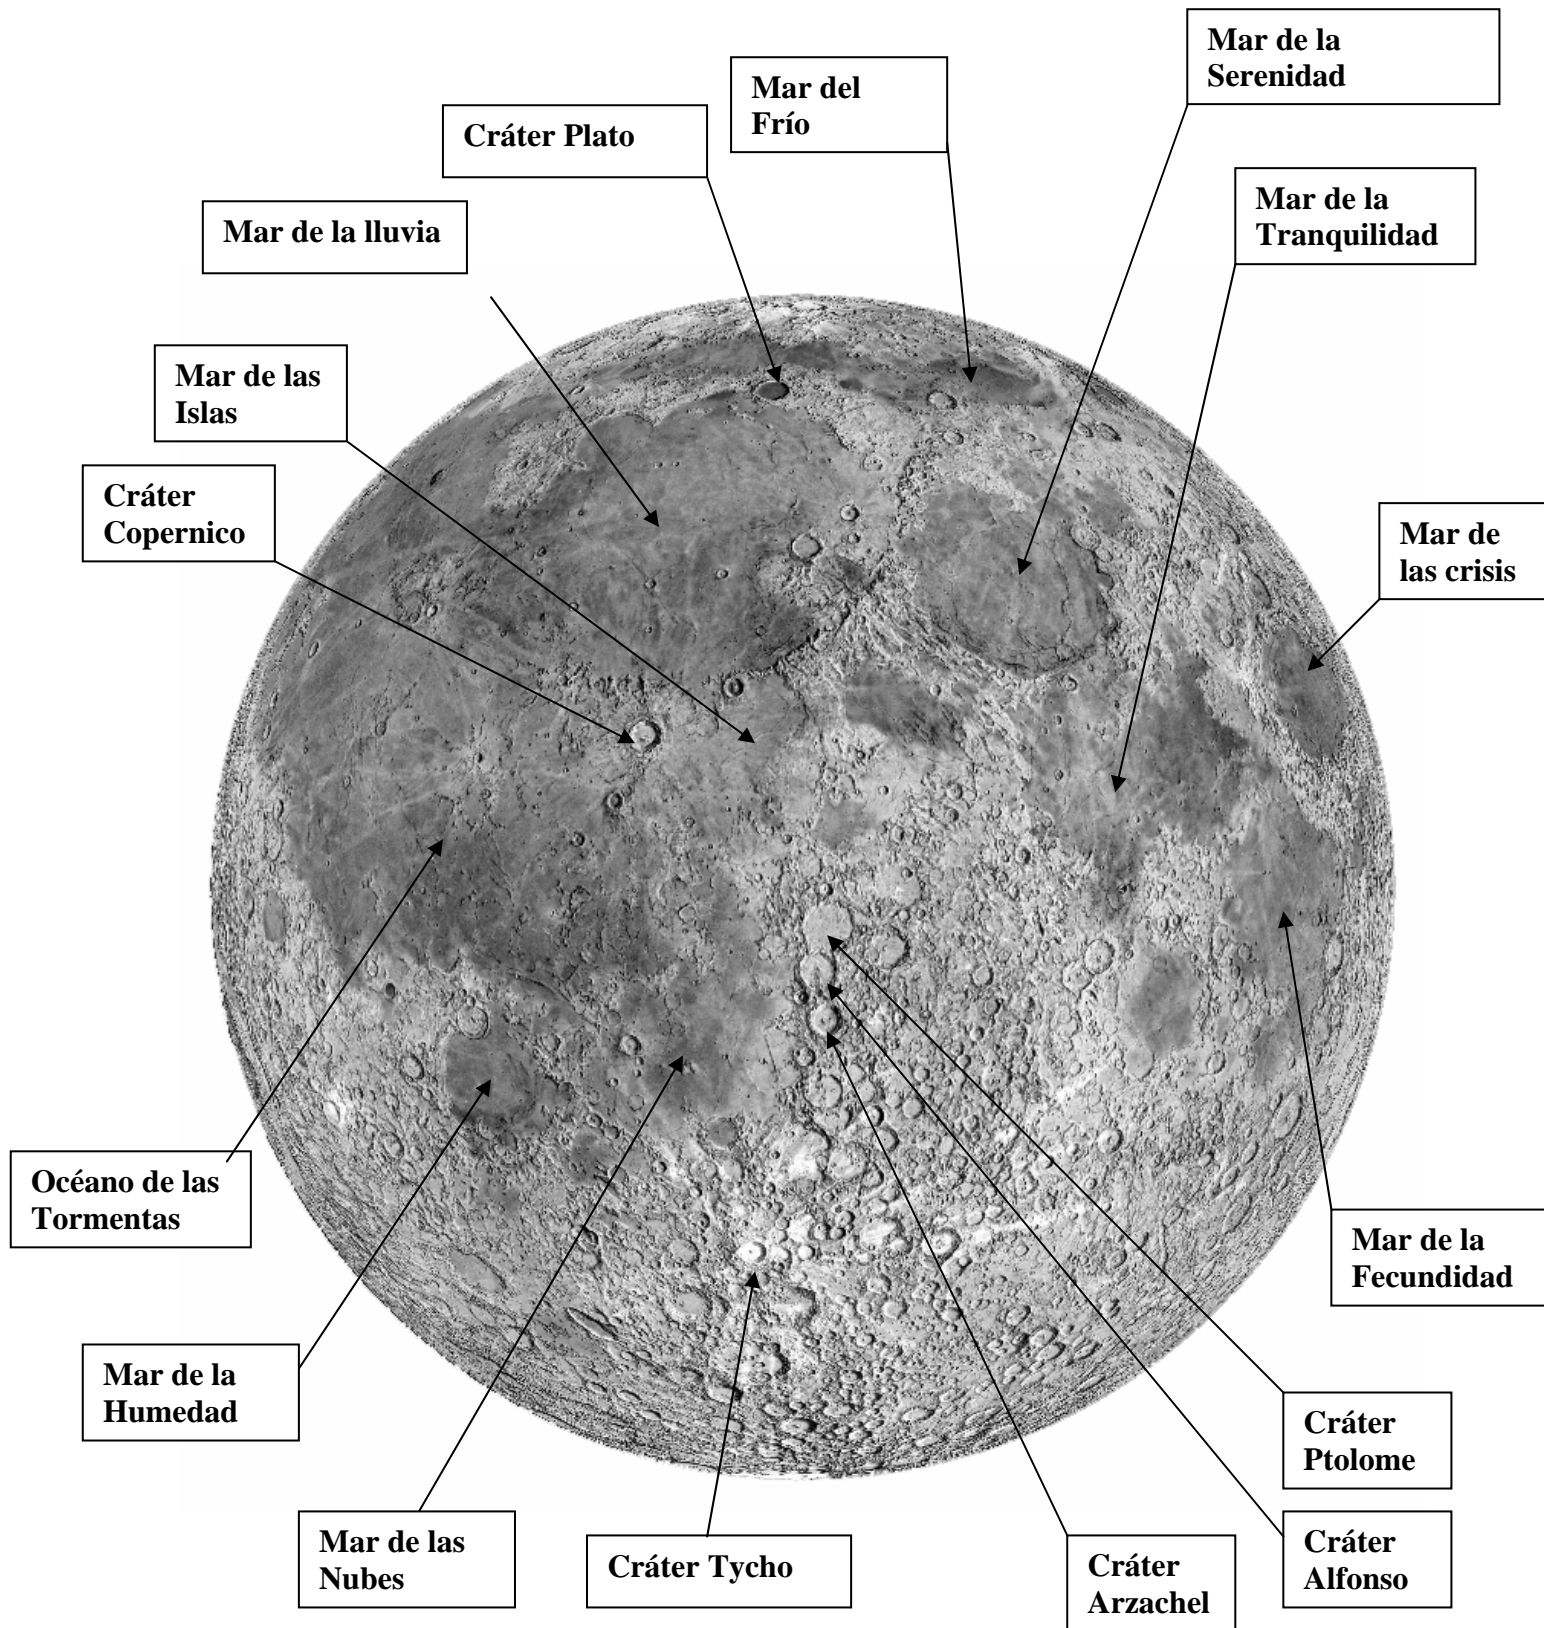 Mar de la
Serenidad
Mar del
Frío
Cráter Plato
Mar de la
Tranquilidad
Mar de la lluvia
Mar de las
Islas
Cráter
Copernico
Mar de
las crisis
Océano de las
Tormentas
Mar de la
Fecundidad
Mar de la
Humedad
Cráter
Ptolome
Mar de las
Nubes
Cráter Tycho
Cráter
Arzachel
Cráter
Alfonso